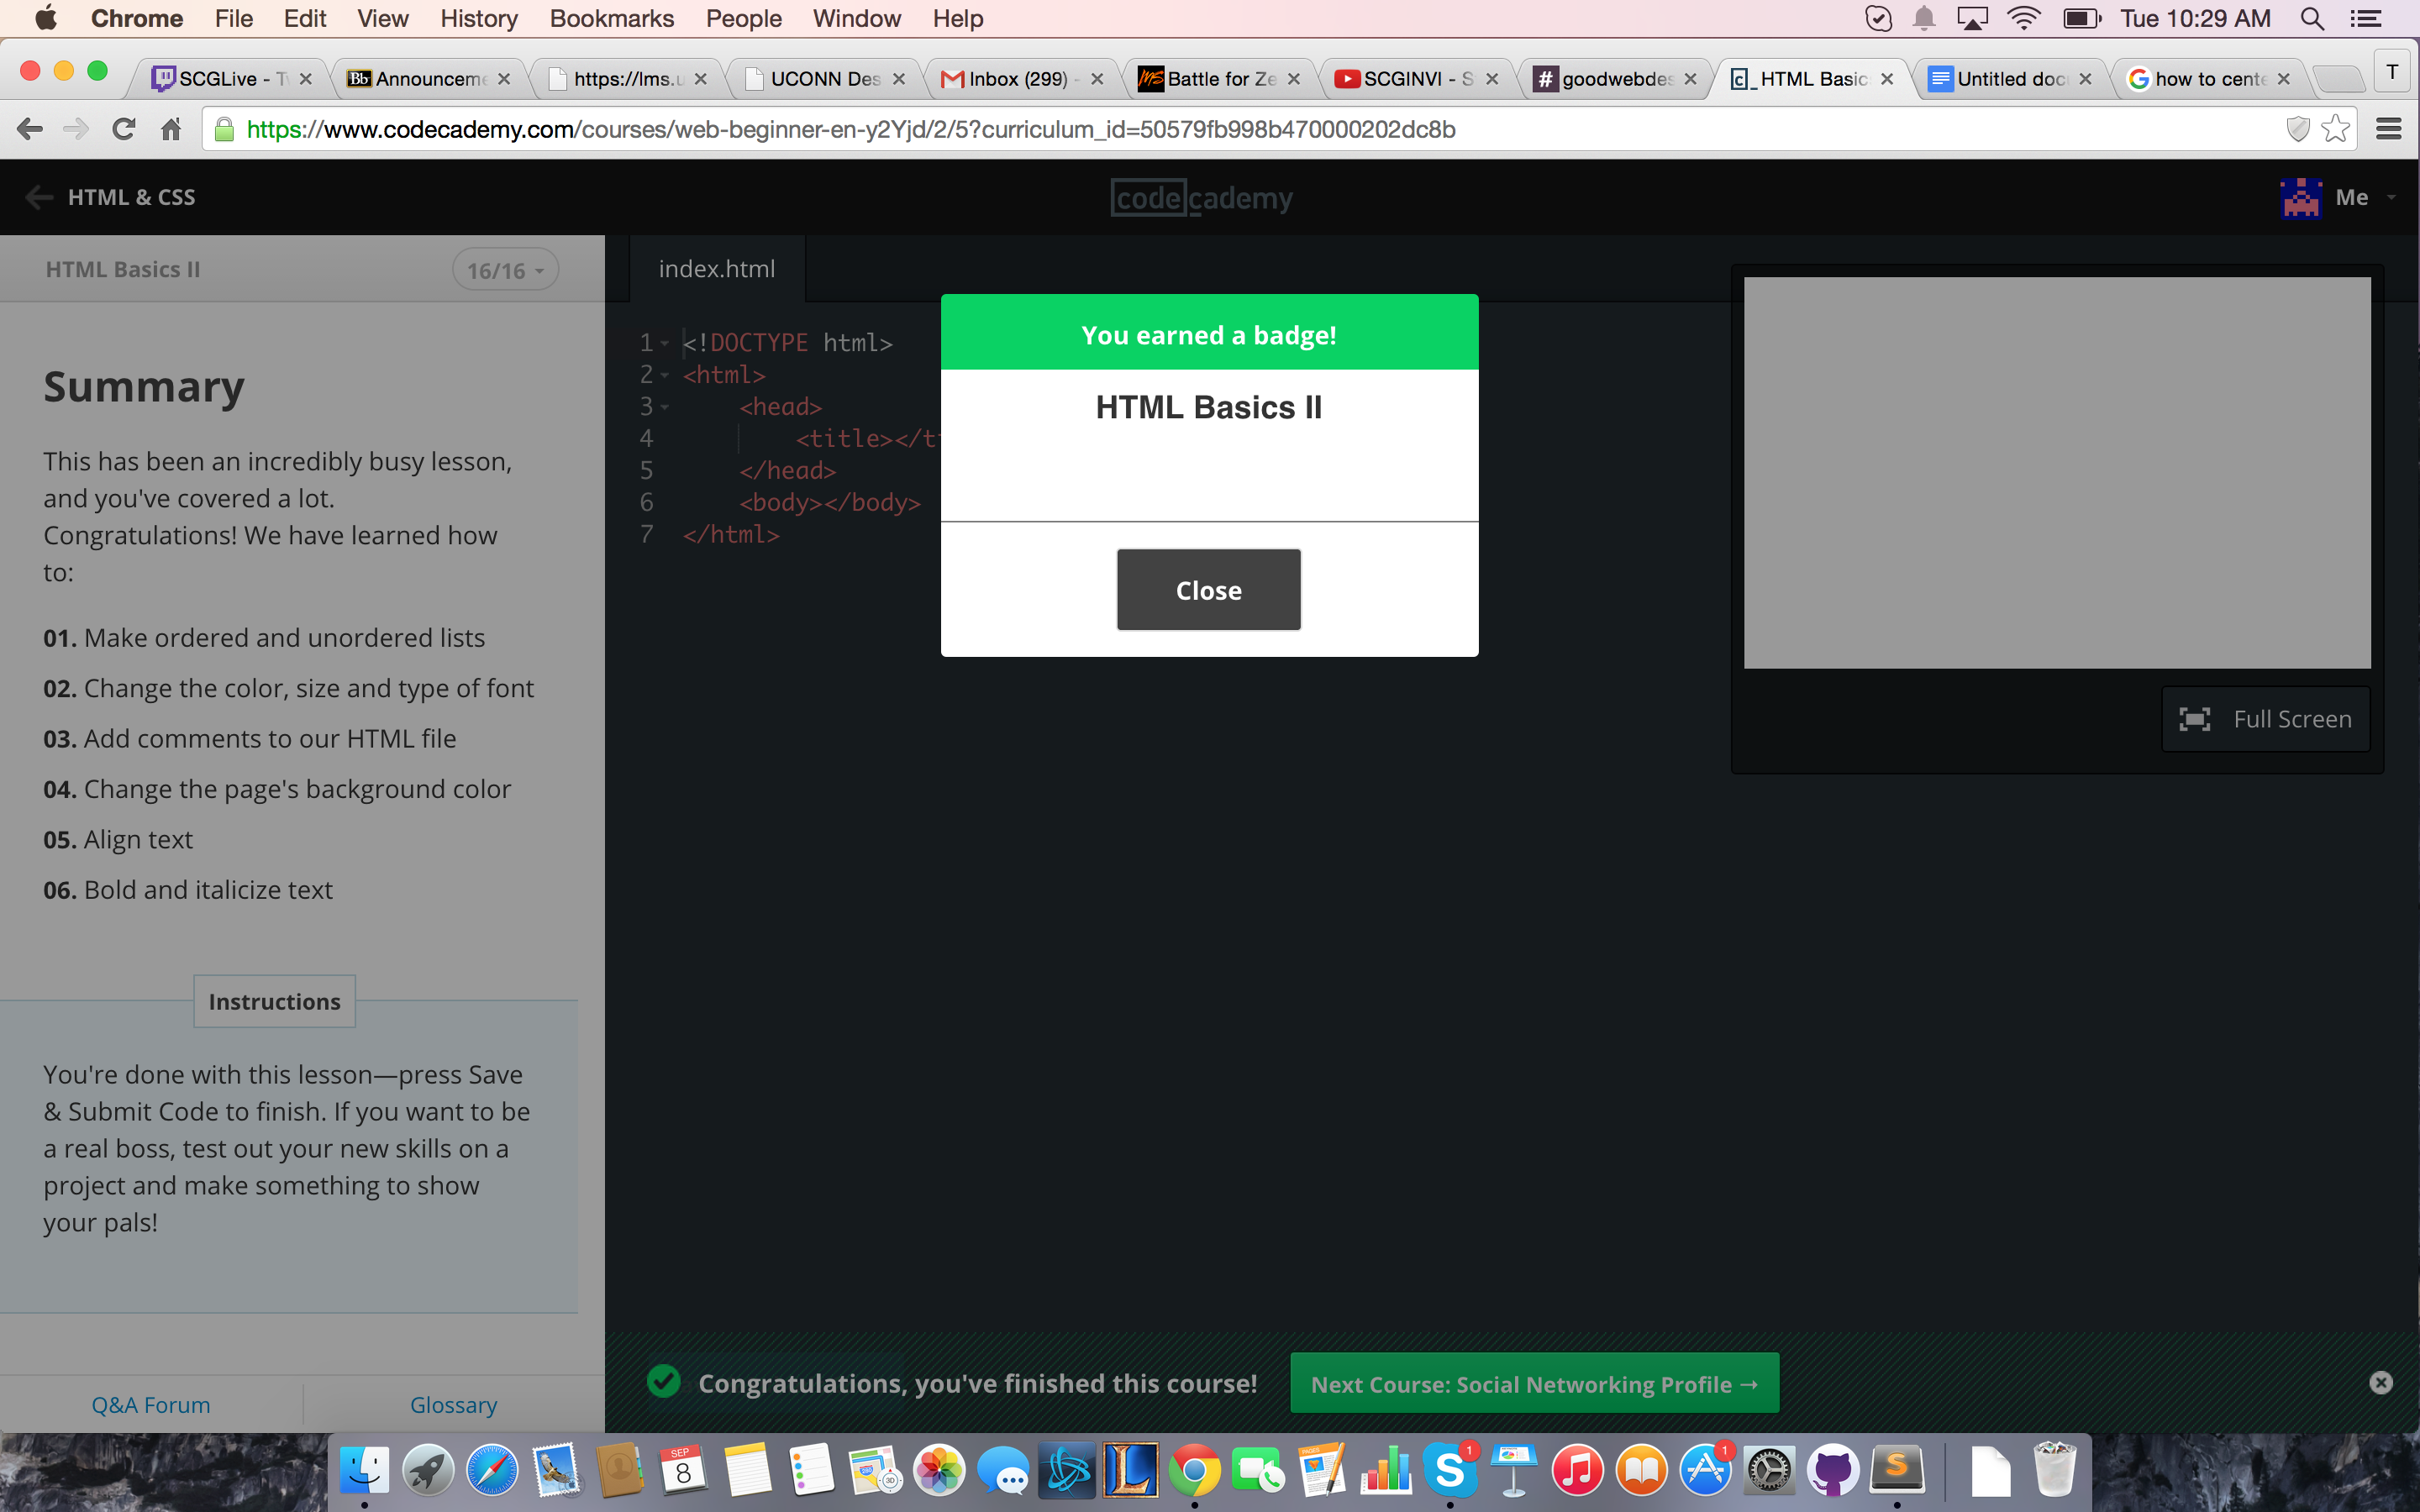 Chrome File Edit View History Bookmarks People Window Help Tue 10:29 AM
SCGLive - Tw Bb Announceme https://lms.u UCONN Des Inbox (299) - Battle for Ze SCGINVI - S # goodwebdes c_ HTML Basic Untitled doc how to cente T
https://www.codecademy.com/courses/web-beginner-en-y2Yjd/2/5?curriculum_id=50579fb998b470000202dc8b
HTML & CSS
codecademy
Me
HTML Basics II
16/16
index.html
Summary
This has been an incredibly busy lesson,
and you've covered a lot.
Congratulations! We have learned how
to:
01. Make ordered and unordered lists
02. Change the color, size and type of font
03. Add comments to our HTML file
04. Change the page's background color
05. Align text
06. Bold and italicize text
Instructions
You're done with this lesson—press Save
& Submit Code to finish. If you want to be
a real boss, test out your new skills on a
project and make something to show
your pals!
Q&A Forum
Glossary
1 <!DOCTYPE html>
2 <html>
3 <head>
4 <title></t
5 </head>
6 <body></body>
7 </html>
You earned a badge!
HTML Basics II
Close
Full Screen
Congratulations, you've finished this course!
Next Course: Social Networking Profile →
SEP
8
1
1